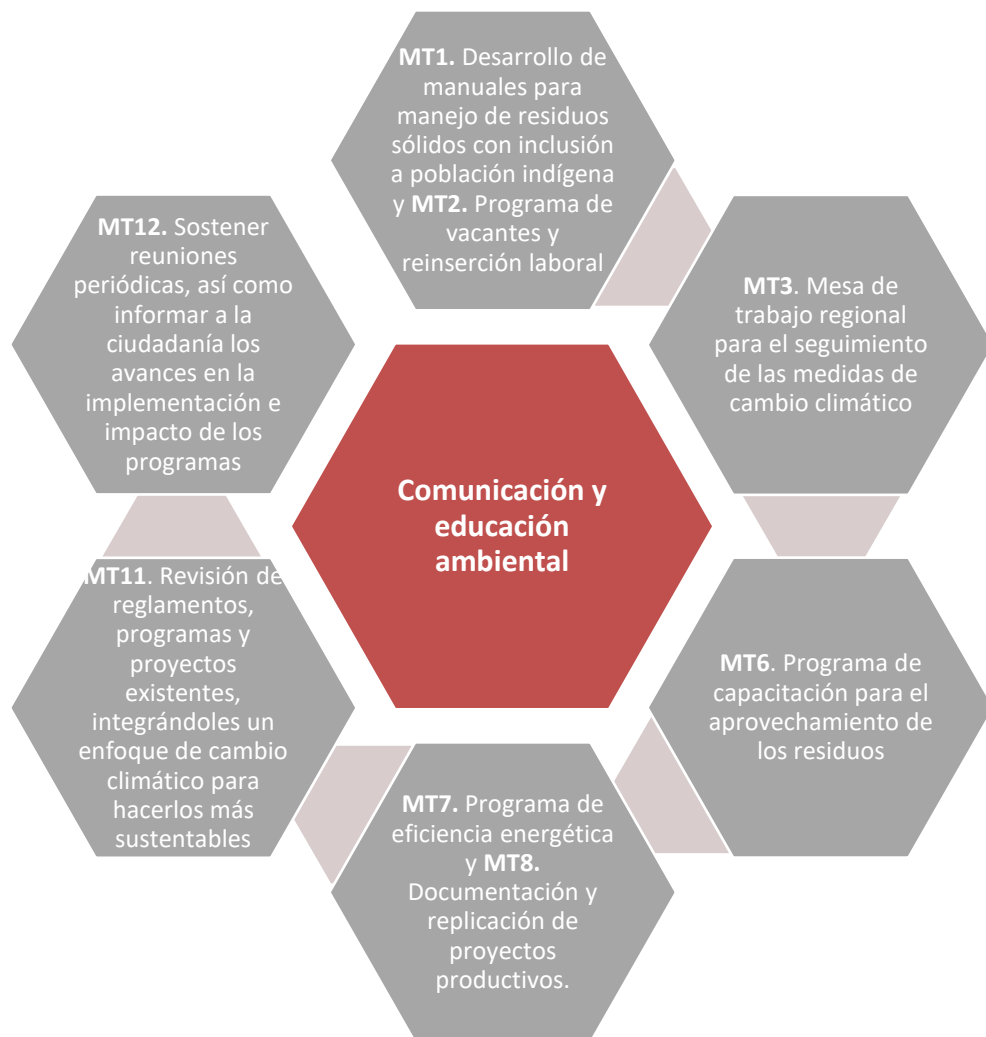 MT1. Desarrollo de
manuales para
manejo de residuos
sólidos con inclusión
a población indígena
y MT2. Programa de
vacantes y
reinserción laboral
MT3. Mesa de
trabajo regional
para el seguimiento
de las medidas de
cambio climático
MT6. Programa de
capacitación para el
aprovechamiento de
los residuos
MT7. Programa de
eficiencia energética
y MT8.
Documentación y
replicación de
proyectos
productivos.
MT11. Revisión de
reglamentos,
programas y
proyectos
existentes,
integrándoles un
enfoque de cambio
climático para
hacerlos más
sustentables
MT12. Sostener
reuniones
periódicas, así como
informar a la
ciudadanía los
avances en la
implementación e
impacto de los
programas
Comunicación y
educación
ambiental